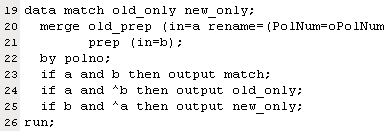 19 data match old_only new_only;
20   merge old_prep (in=a rename=(PolNum=oPolNum
21         prep (in=b);
22   by polno;
23   if a and b then output match;
24   if a and ^b then output old_only;
25   if b and ^a then output new_only;
26 run;